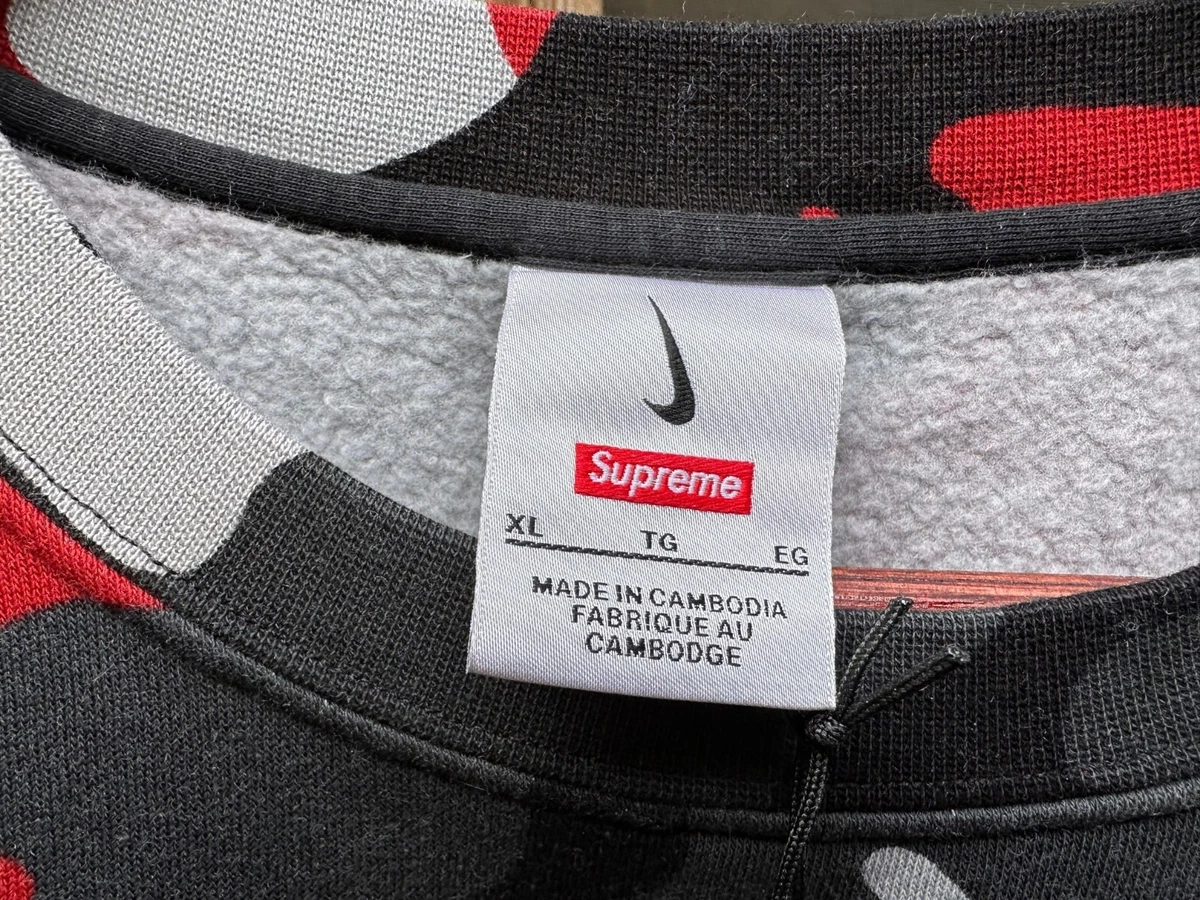 Supreme
XL TG EG
MADE IN CAMBODIA
FABRIQUE AU
CAMBODGE